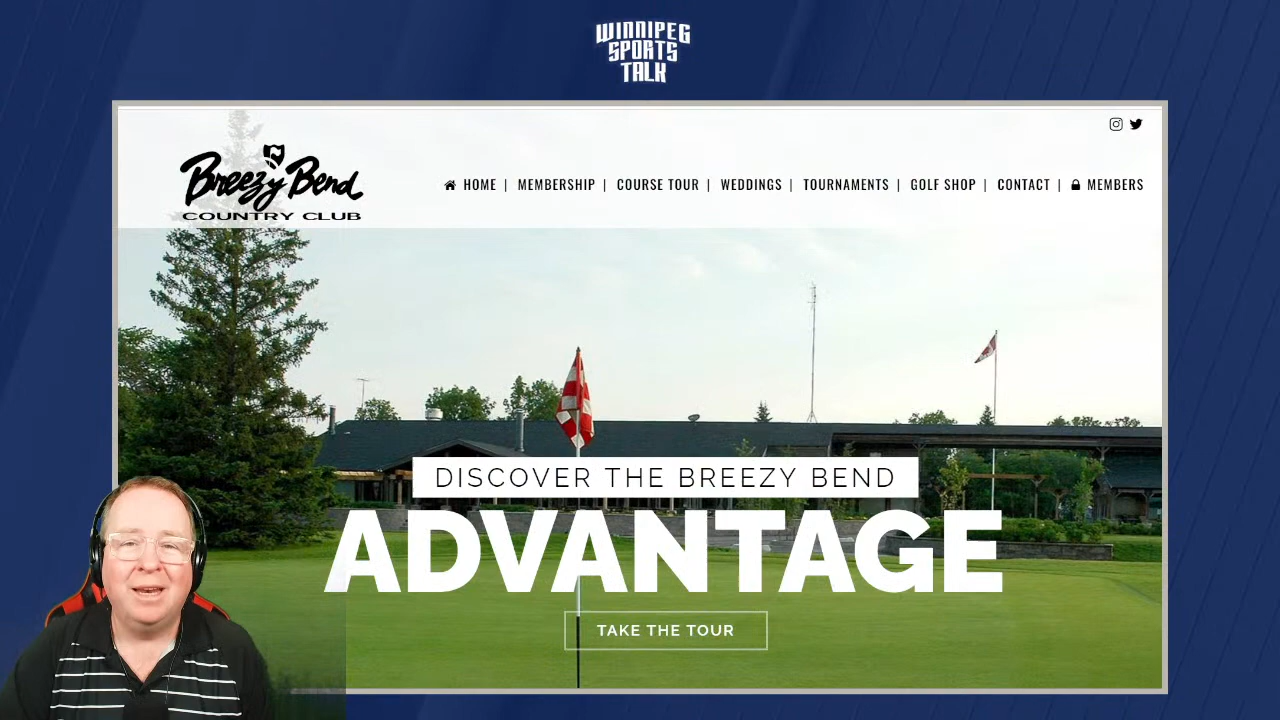 WINNIPEG
SPORTS
TALK
Breezy Bend
COUNTRY CLUB
HOME | MEMBERSHIP | COURSE TOUR | WEDDINGS | TOURNAMENTS | GOLF SHOP | CONTACT | MEMBERS
DISCOVER THE BREEZY BEND
ADVANTAGE
TAKE THE TOUR